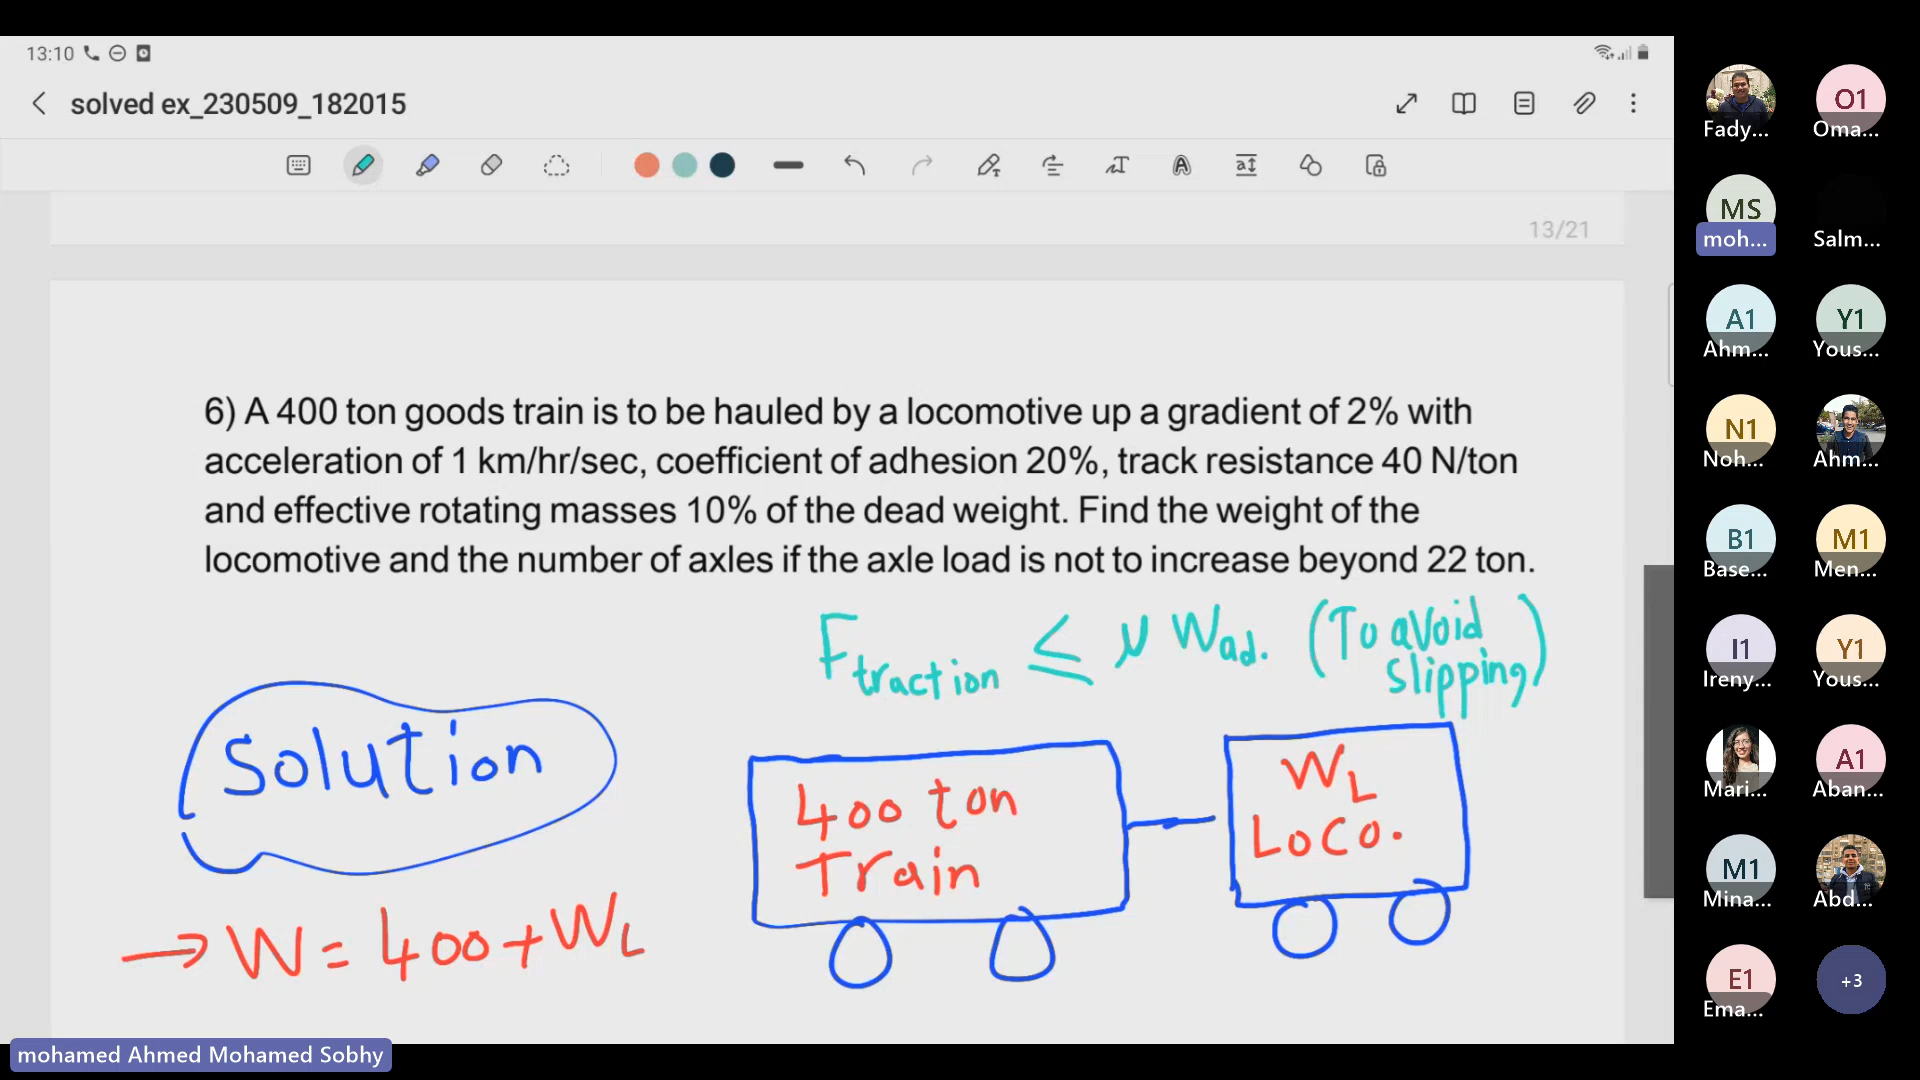 13:10
solved ex_230509_182015
13/21
6) A 400 ton goods train is to be hauled by a locomotive up a gradient of 2% with
acceleration of 1 km/hr/sec, coefficient of adhesion 20%, track resistance 40 N/ton
and effective rotating masses 10% of the dead weight. Find the weight of the
locomotive and the number of axles if the axle load is not to increase beyond 22 ton.
F traction ≤ μ Wad. (To avoid slipping)
Solution
400 ton
Train
WL
Loco.
→ W = 400 + WL
mohamed Ahmed Mohamed Sobhy
Fady...
O1
Oma...
MS
moh...
Salm...
A1
Ahm...
Y1
Yous...
N1
Noh...
Ahm...
B1
Base...
M1
Men...
I1
Ireny...
Y1
Yous...
Mari...
A1
Aban...
M1
Mina...
Abd...
E1
Ema...
+3